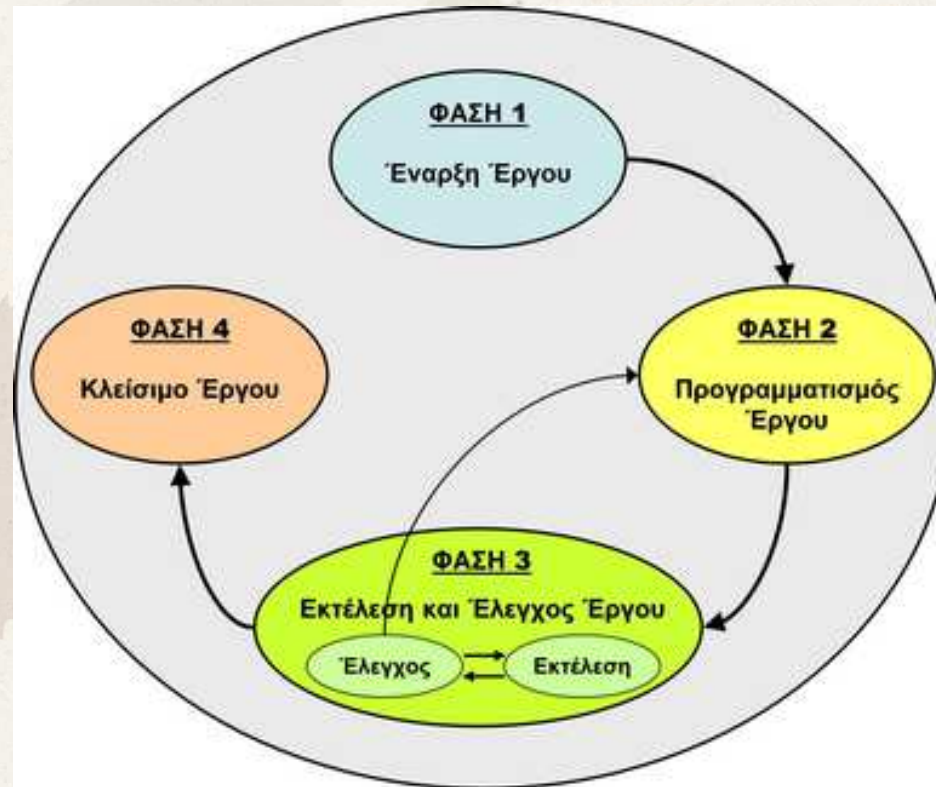 ΦΑΣΗ 1
Έναρξη Έργου
ΦΑΣΗ 4
Κλείσιμο Έργου
ΦΑΣΗ 2
Προγραμματισμός
Έργου
ΦΑΣΗ 3
Εκτέλεση και Έλεγχος Έργου
Έλεγχος
Εκτέλεση